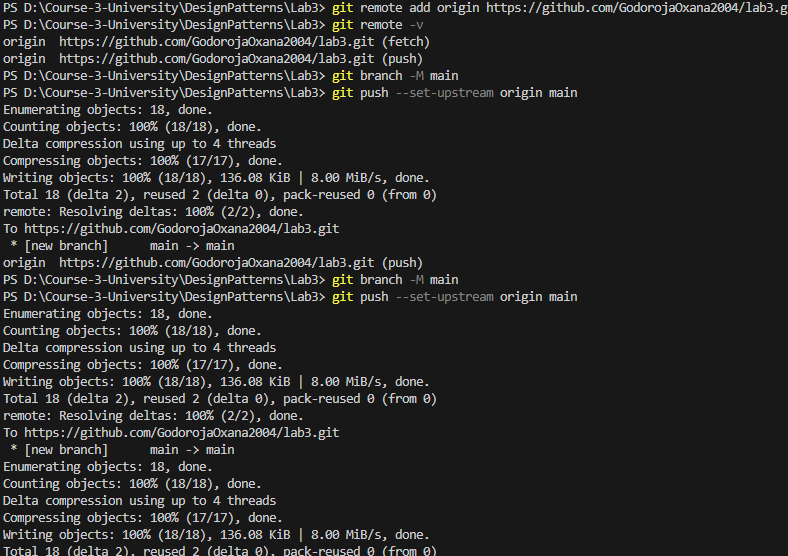 PS D:\Course-3-University\DesignPatterns\Lab3> git remote add origin https://github.com/GodorojaOxana2004/lab3.g
PS D:\Course-3-University\DesignPatterns\Lab3> git remote -v
origin  https://github.com/GodorojaOxana2004/lab3.git (fetch)
origin  https://github.com/GodorojaOxana2004/lab3.git (push)
PS D:\Course-3-University\DesignPatterns\Lab3> git branch -M main
PS D:\Course-3-University\DesignPatterns\Lab3> git push --set-upstream origin main
Enumerating objects: 18, done.
Counting objects: 100% (18/18), done.
Delta compression using up to 4 threads
Compressing objects: 100% (17/17), done.
Writing objects: 100% (18/18), 136.08 KiB | 8.00 MiB/s, done.
Total 18 (delta 2), reused 2 (delta 0), pack-reused 0 (from 0)
remote: Resolving deltas: 100% (2/2), done.
To https://github.com/GodorojaOxana2004/lab3.git
 * [new branch]      main -> main
origin  https://github.com/GodorojaOxana2004/lab3.git (push)
PS D:\Course-3-University\DesignPatterns\Lab3> git branch -M main
PS D:\Course-3-University\DesignPatterns\Lab3> git push --set-upstream origin main
Enumerating objects: 18, done.
Counting objects: 100% (18/18), done.
Delta compression using up to 4 threads
Compressing objects: 100% (17/17), done.
Writing objects: 100% (18/18), 136.08 KiB | 8.00 MiB/s, done.
Total 18 (delta 2), reused 2 (delta 0), pack-reused 0 (from 0)
remote: Resolving deltas: 100% (2/2), done.
To https://github.com/GodorojaOxana2004/lab3.git
 * [new branch]      main -> main
Enumerating objects: 18, done.
Counting objects: 100% (18/18), done.
Delta compression using up to 4 threads
Compressing objects: 100% (17/17), done.
Writing objects: 100% (18/18), 136.08 KiB | 8.00 MiB/s, done.
Total 18 (delta 2), reused 2 (delta 0), pack-reused 0 (from 0)